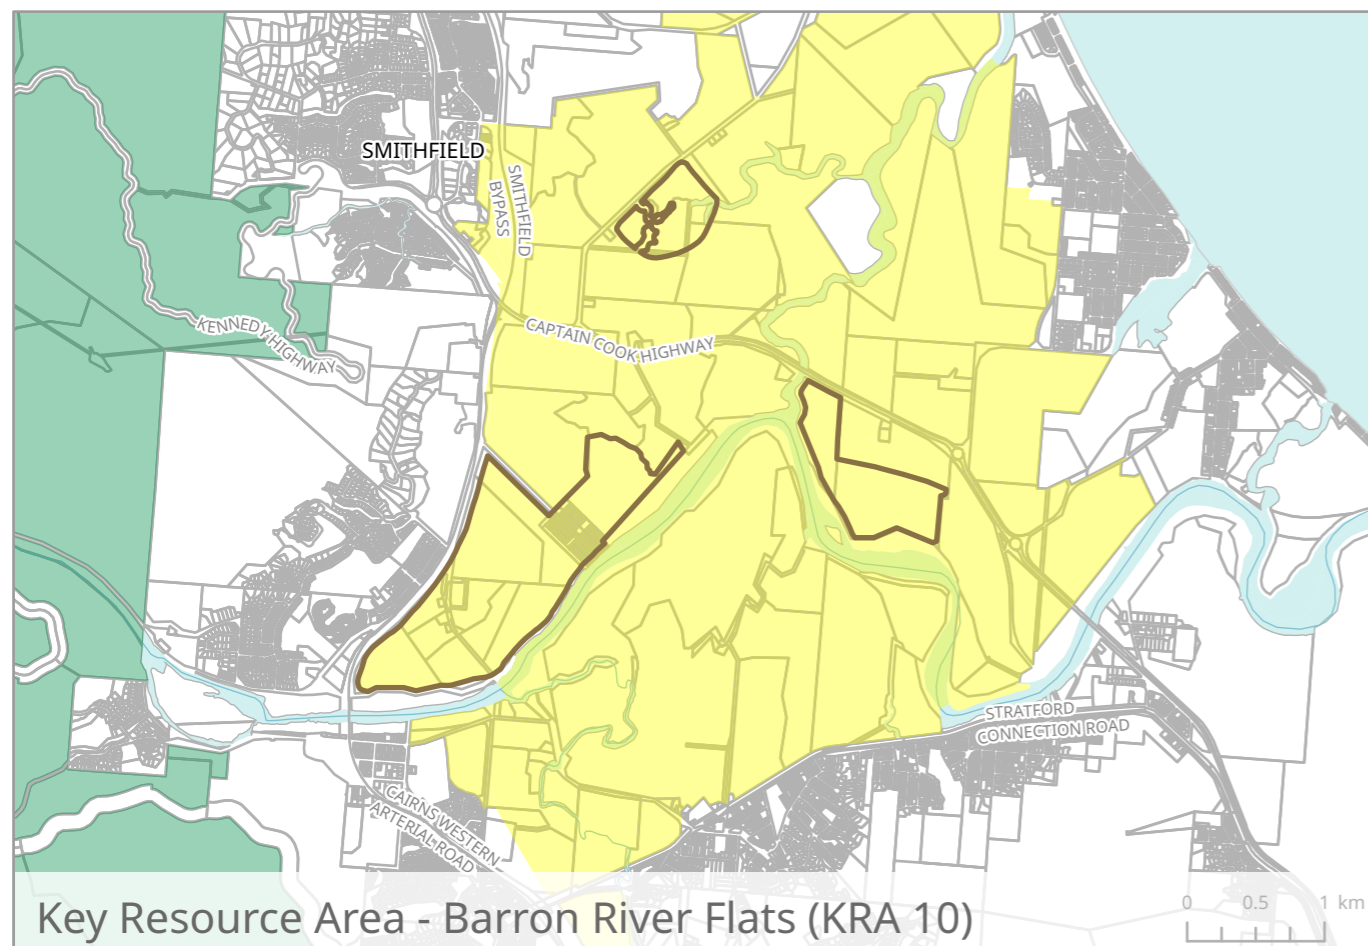 SMITHFIELD
SMITHFIELD
BYPASS
KENNEDY HIGHWAY
CAPTAIN COOK HIGHWAY
STRATFORD
CONNECTION ROAD
CAIRNS WESTERN
ARTERIAL ROAD
Key Resource Area - Barron River Flats (KRA 10)
0 0.5 1 km